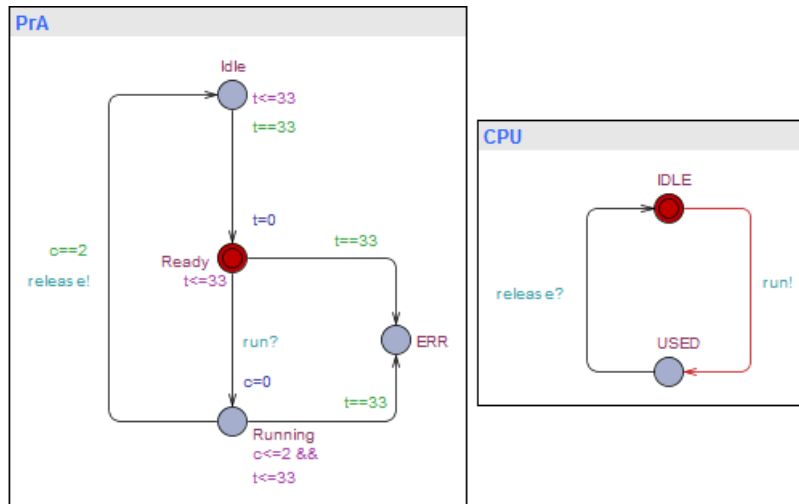 PrA
Idle
t<=33
t==33
t=0
c==2
release!
Ready
t<=33
t==33
run?
ERR
c=0
t==33
Running
c<=2 &&
t<=33
CPU
IDLE
release?
run!
USED